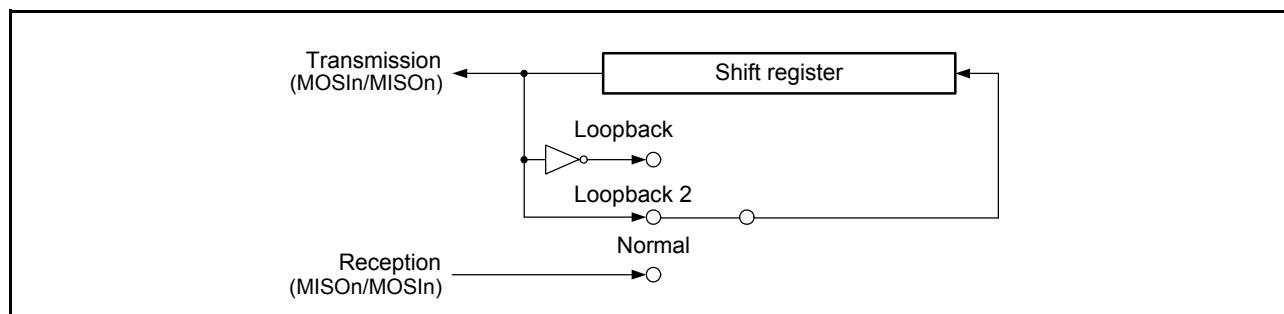 Transmission
(MOSIn/MISOn)
Shift register
Loopback
Loopback 2
Normal
Reception
(MISOn/MOSIn)